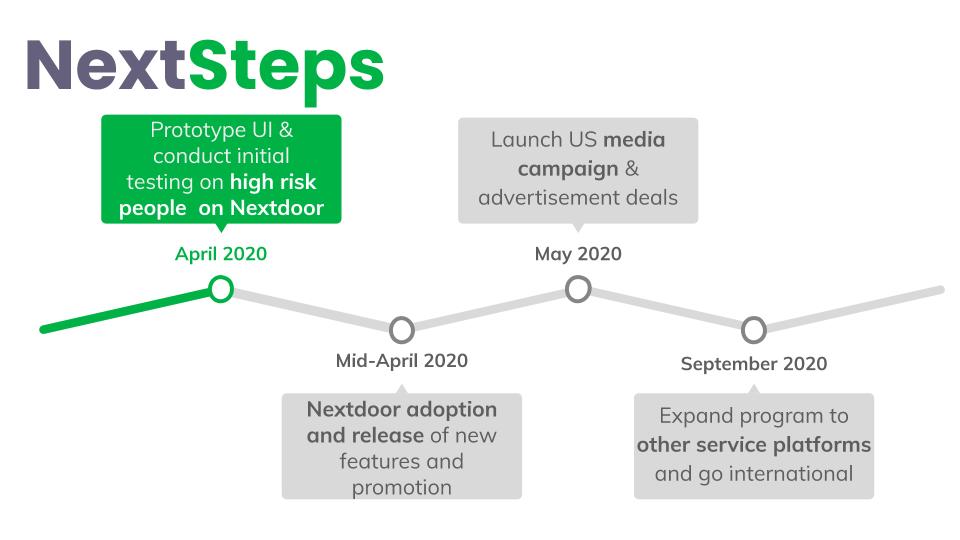 NextSteps
Prototype UI &
conduct initial
testing on high risk
people  on Nextdoor
April 2020
Launch US media
campaign &
advertisement deals
May 2020
Mid-April 2020
Nextdoor adoption
and release of new
features and
promotion
September 2020
Expand program to
other service platforms
and go international